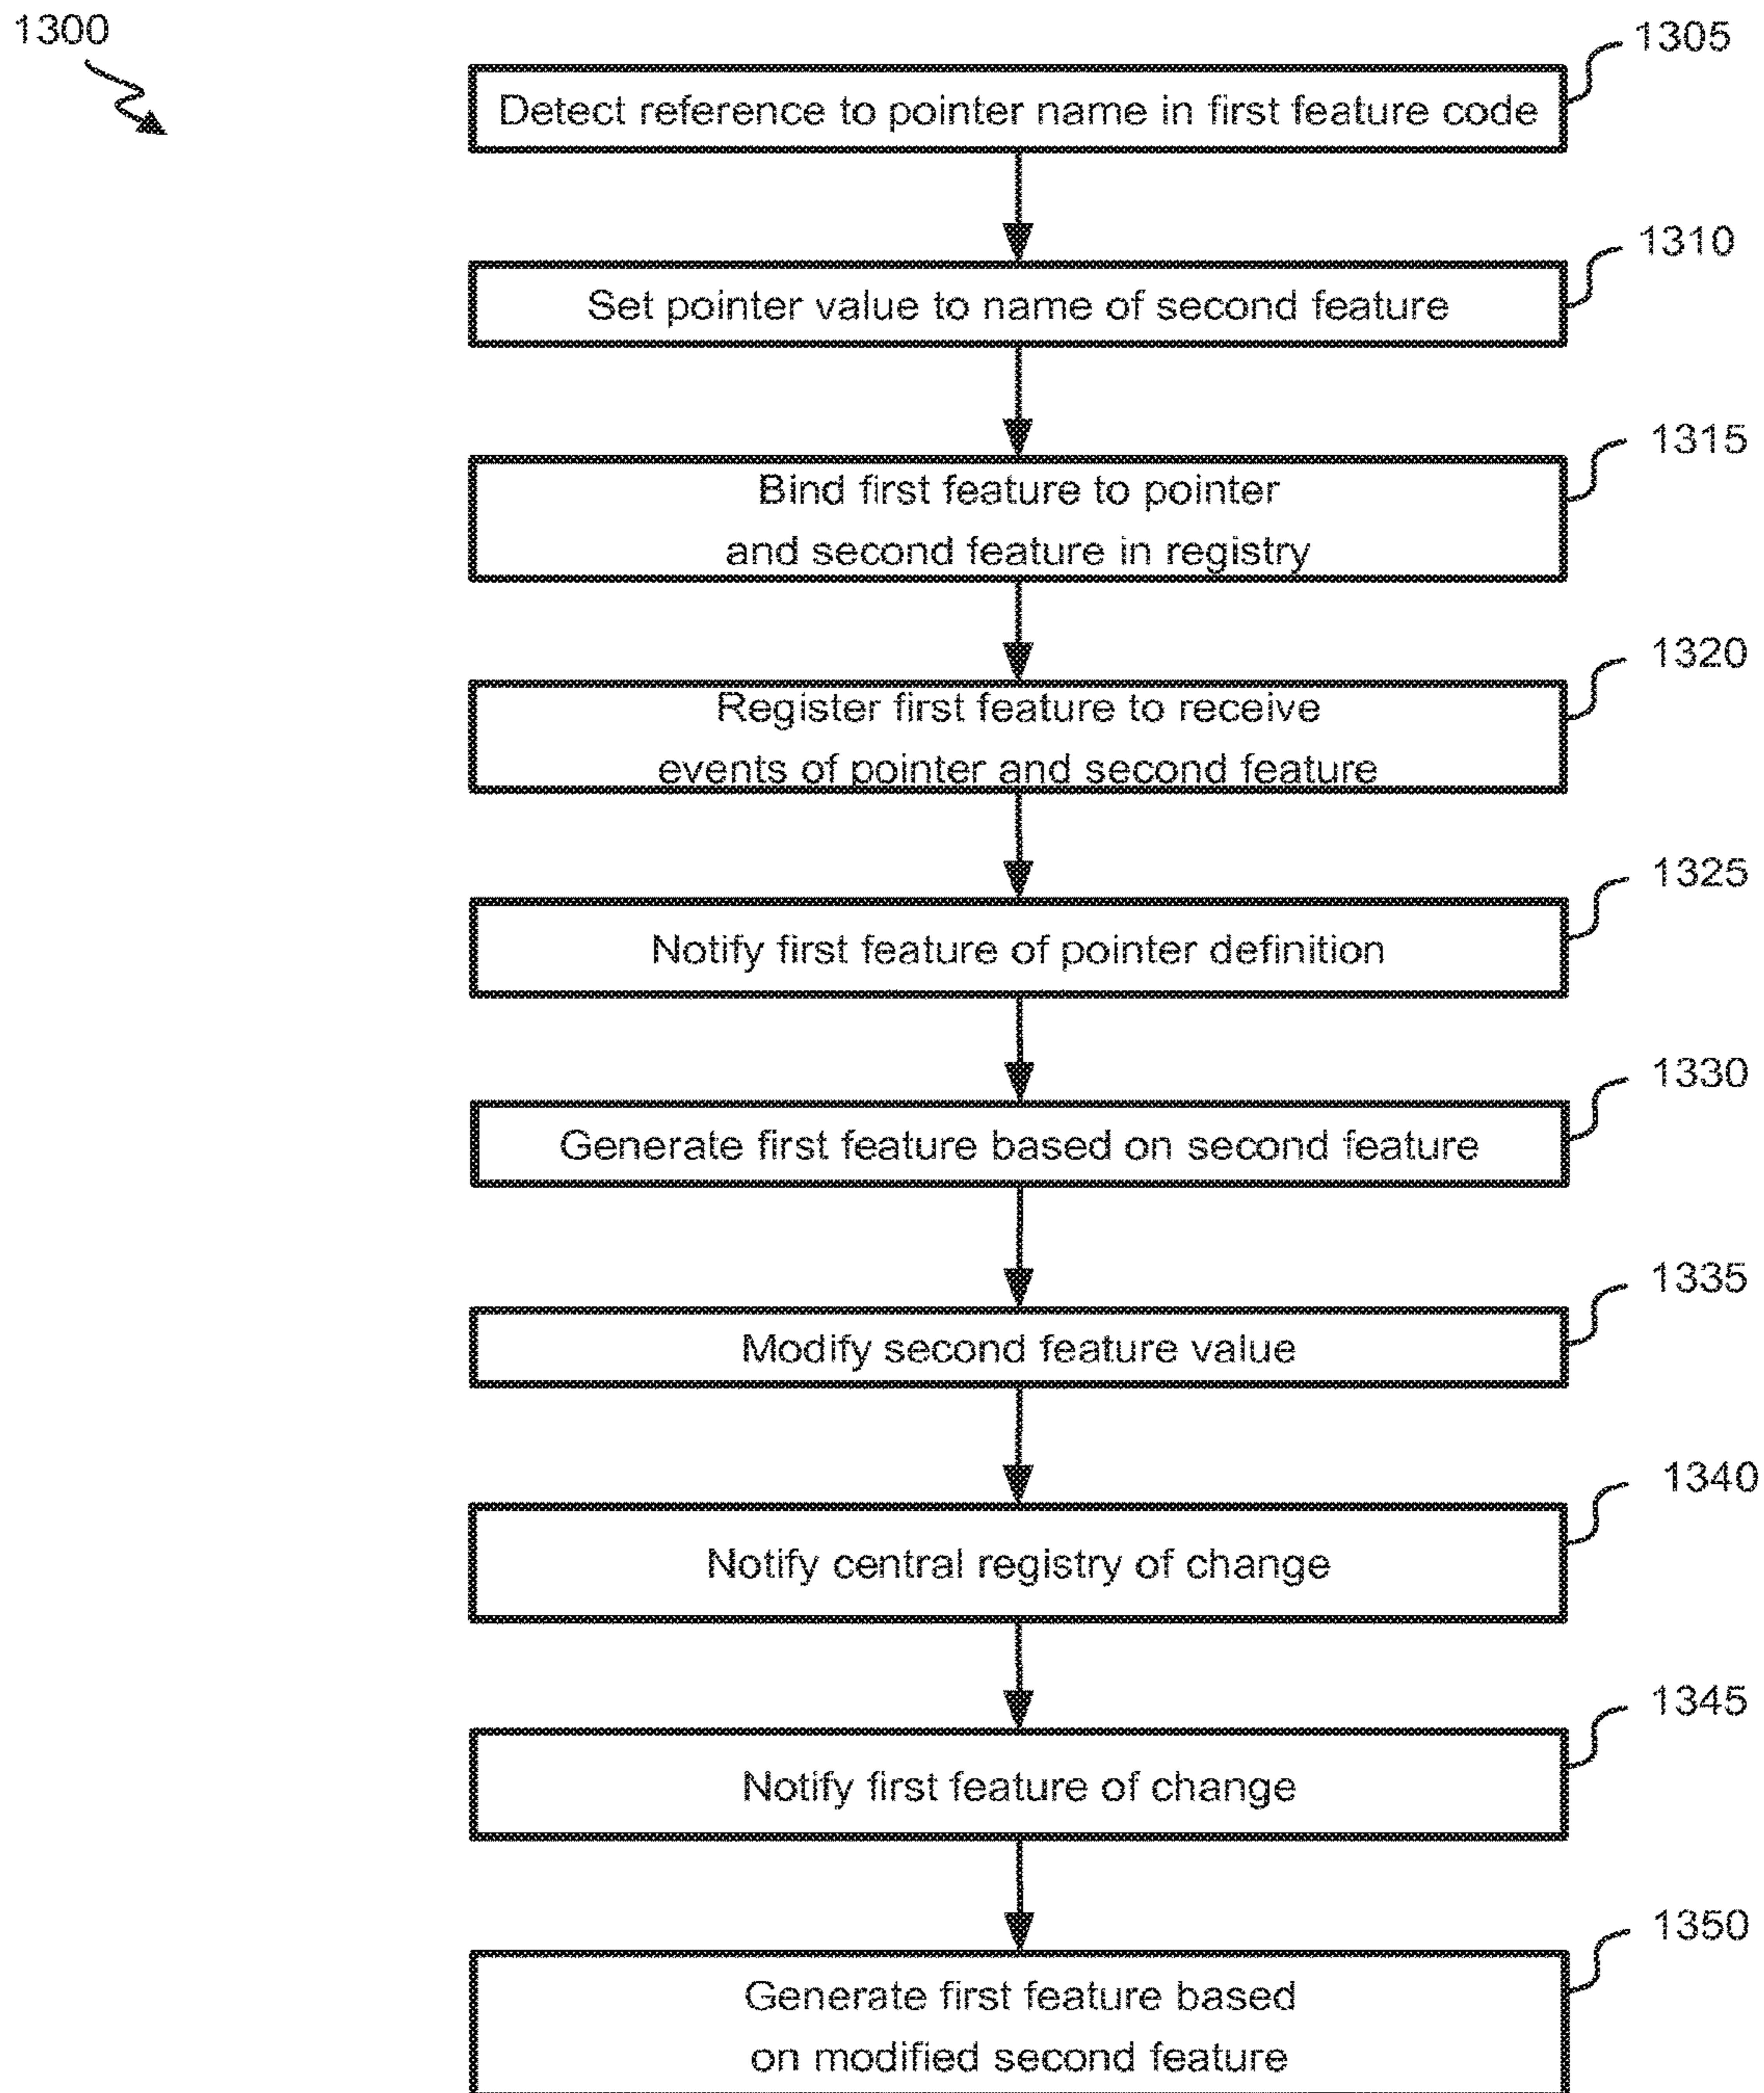 1300
1305
Detect reference to pointer name in first feature code
1310
Set pointer value to name of second feature
1315
Bind first feature to pointer
and second feature in registry
1320
Register first feature to receive
events of pointer and second feature
1325
Notify first feature of pointer definition
1330
Generate first feature based on second feature
1335
Modify second feature value
1340
Notify central registry of change
1345
Notify first feature of change
1350
Generate first feature based
on modified second feature